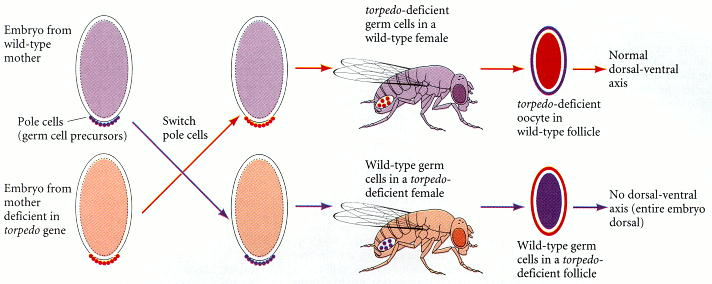 Embryo from
wild-type
mother
Pole cells
(germ cell precursors)
Switch
pole cells
Embryo from
mother
deficient in
torpedo gene
torpedo-deficient
germ cells in a
wild-type female
torpedo-deficient
oocyte in
wild-type follicle
Normal
dorsal-ventral
axis
Wild-type germ
cells in a torpedo-
deficient female
Wild-type germ
cells in a torpedo-
deficient follicle
No dorsal-ventral
axis (entire embryo
dorsal)